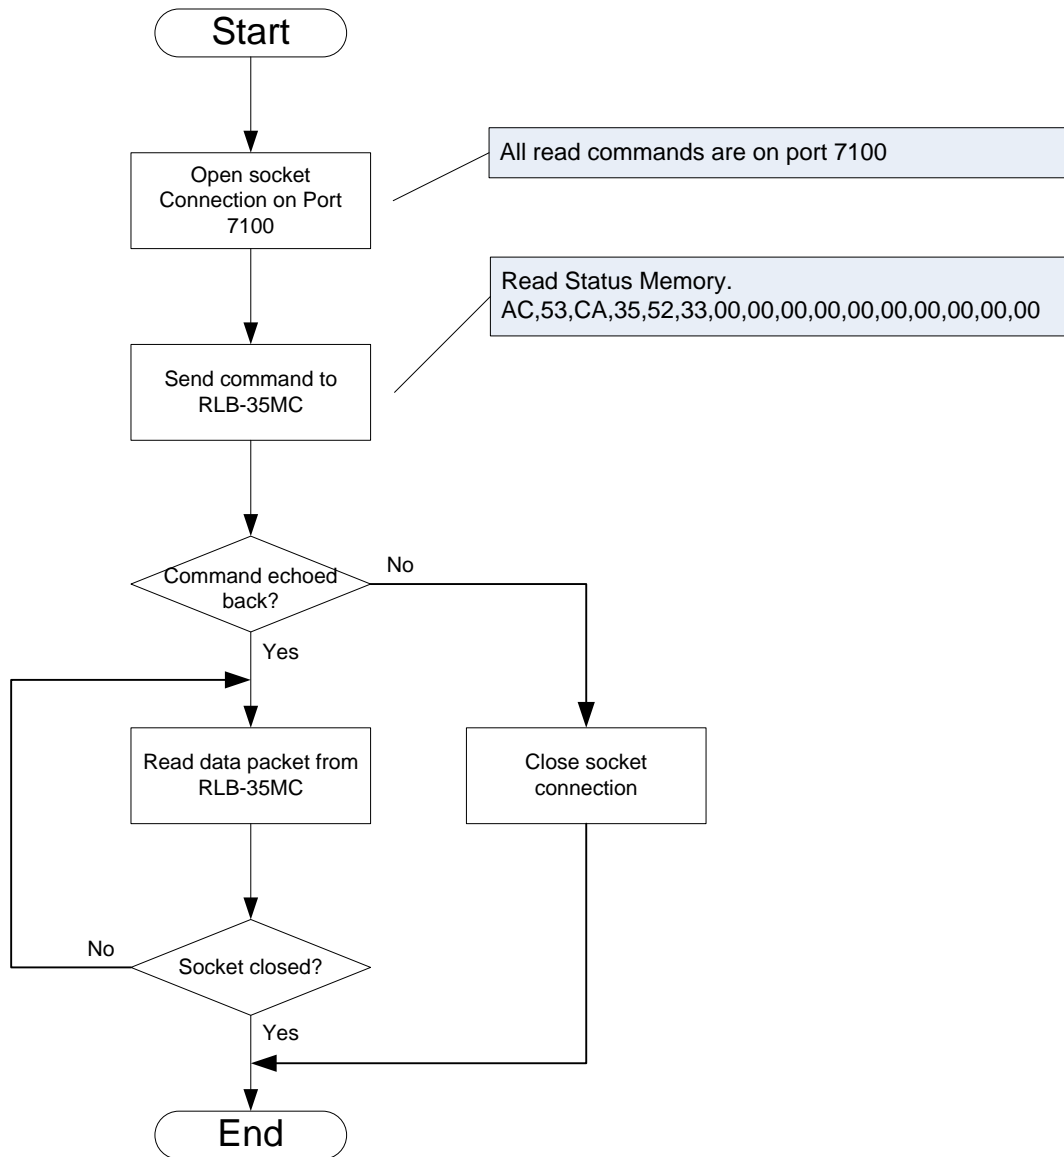 Start
Open socket
Connection on Port
7100
All read commands are on port 7100
Read Status Memory.
AC,53,CA,35,52,33,00,00,00,00,00,00,00,00,00,00
Send command to
RLB-35MC
Command echoed
back?
No
Yes
Read data packet from
RLB-35MC
Close socket
connection
No
Socket closed?
Yes
End